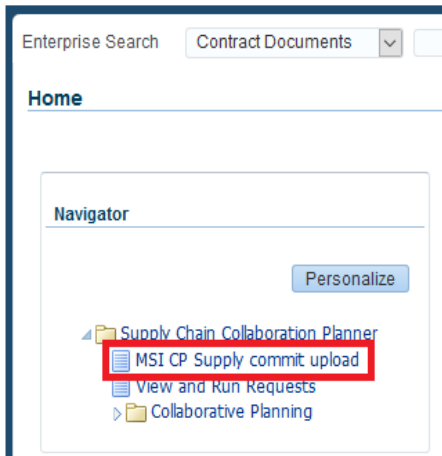 Enterprise Search Contract Documents
Home
Navigator
Personalize
Supply Chain Collaboration Planner
MSI CP Supply commit upload
View and Run Requests
Collaborative Planning